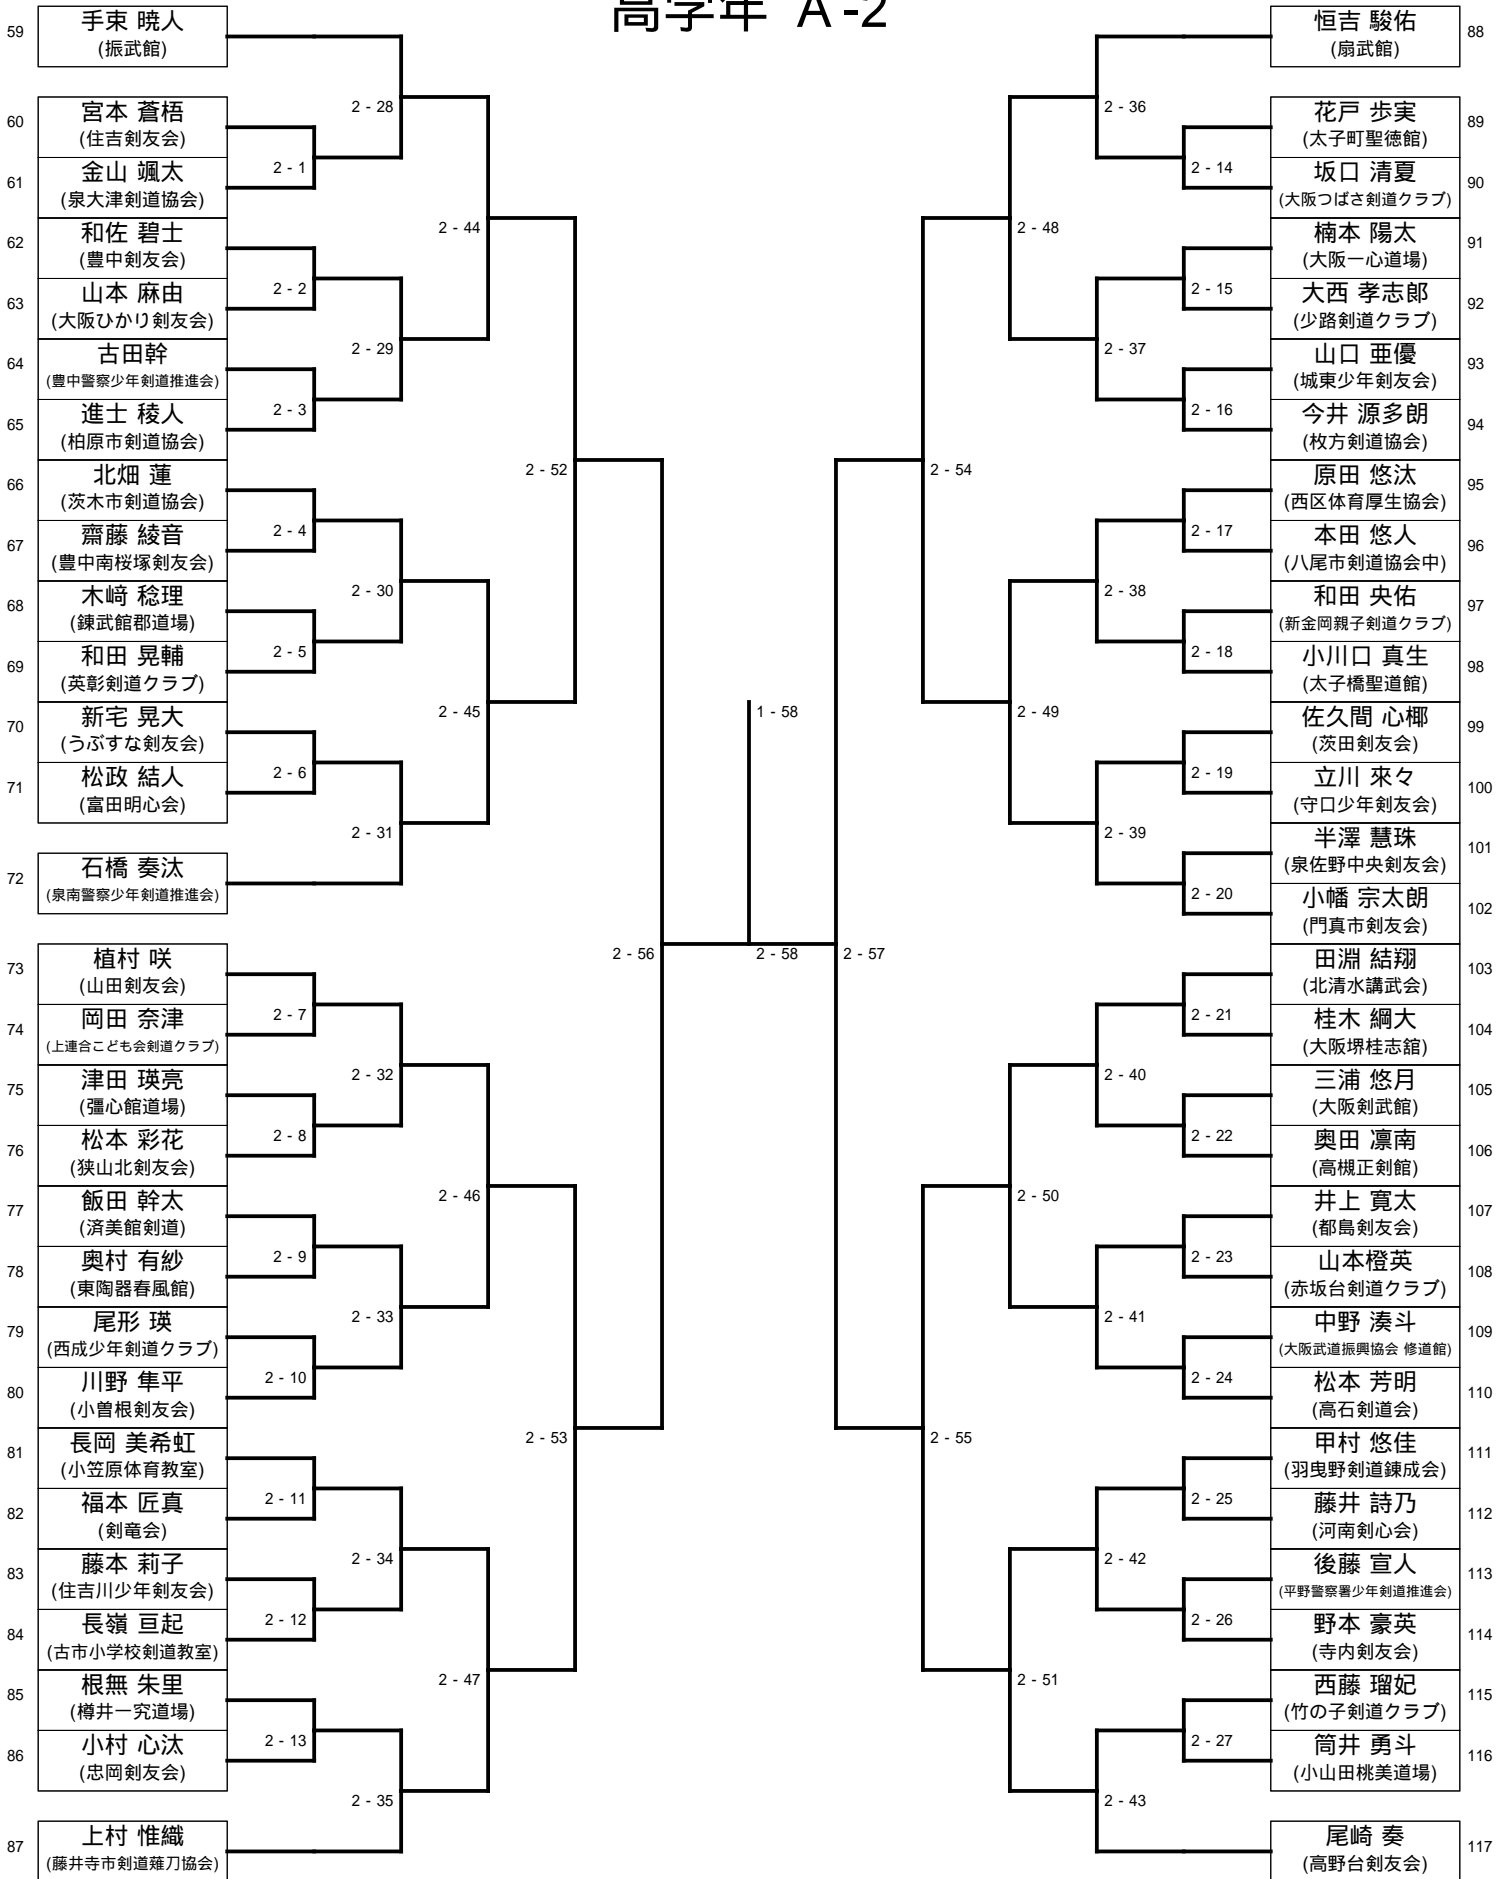 高学年 A-2
59
手束 暁人
(振武館)
60
宮本 蒼梧
(住吉剣友会)
61
金山 颯太
(泉大津剣道協会)
62
和佐 碧士
(豊中剣友会)
63
山本 麻由
(大阪ひかり剣友会)
64
古田幹
(豊中警察少年剣道推進会)
65
進士 稜人
(柏原市剣道協会)
66
北畑 蓮
(茨木市剣道協会)
67
齋藤 綾音
(豊中南桜塚剣友会)
68
木﨑 稔理
(錬武館郡道場)
69
和田 晃輔
(英彰剣道クラブ)
70
新宅 晃大
(うぶすな剣友会)
71
松政 結人
(富田明心会)
72
石橋 奏汰
(泉南警察少年剣道推進会)
73
植村 咲
(山田剣友会)
74
岡田 奈津
(上連合こども会剣道クラブ)
75
津田 瑛亮
(彊心館道場)
76
松本 彩花
(狭山北剣友会)
77
飯田 幹太
(済美館剣道)
78
奥村 有紗
(東陶器春風館)
79
尾形 瑛
(西成少年剣道クラブ)
80
川野 隼平
(小曽根剣友会)
81
長岡 美希虹
(小笠原体育教室)
82
福本 匠真
(剣竜会)
83
藤本 莉子
(住吉川少年剣友会)
84
長嶺 亘起
(古市小学校剣道教室)
85
根無 朱里
(樽井一究道場)
86
小村 心汰
(忠岡剣友会)
87
上村 惟織
(藤井寺市剣道薙刀協会)
2 - 1
2 - 2
2 - 3
2 - 4
2 - 5
2 - 6
2 - 7
2 - 8
2 - 9
2 - 10
2 - 11
2 - 12
2 - 13
2 - 28
2 - 29
2 - 30
2 - 31
2 - 32
2 - 33
2 - 34
2 - 35
2 - 44
2 - 45
2 - 46
2 - 47
2 - 52
2 - 53
2 - 56
1 - 58
2 - 58
2 - 57
2 - 54
2 - 55
2 - 48
2 - 49
2 - 50
2 - 51
2 - 36
2 - 37
2 - 38
2 - 39
2 - 40
2 - 41
2 - 42
2 - 43
2 - 14
2 - 15
2 - 16
2 - 17
2 - 18
2 - 19
2 - 20
2 - 21
2 - 22
2 - 23
2 - 24
2 - 25
2 - 26
2 - 27
恒吉 駿佑
(扇武館)
88
花戸 歩実
(太子町聖徳館)
89
坂口 清夏
(大阪つばさ剣道クラブ)
90
楠本 陽太
(大阪一心道場)
91
大西 孝志郎
(少路剣道クラブ)
92
山口 亜優
(城東少年剣友会)
93
今井 源多朗
(枚方剣道協会)
94
原田 悠汰
(西区体育厚生協会)
95
本田 悠人
(八尾市剣道協会中)
96
和田 央佑
(新金岡親子剣道クラブ)
97
小川口 真生
(太子橋聖道館)
98
佐久間 心椰
(茨田剣友会)
99
立川 來々
(守口少年剣友会)
100
半澤 慧珠
(泉佐野中央剣友会)
101
小幡 宗太朗
(門真市剣友会)
102
田淵 結翔
(北清水講武会)
103
桂木 綱大
(大阪堺桂志舘)
104
三浦 悠月
(大阪剣武館)
105
奥田 凛南
(高槻正剣館)
106
井上 寛太
(都島剣友会)
107
山本橙英
(赤坂台剣道クラブ)
108
中野 湊斗
(大阪武道振興協会 修道館)
109
松本 芳明
(高石剣道会)
110
甲村 悠佳
(羽曳野剣道錬成会)
111
藤井 詩乃
(河南剣心会)
112
後藤 宣人
(平野警察署少年剣道推進会)
113
野本 豪英
(寺内剣友会)
114
西藤 瑠妃
(竹の子剣道クラブ)
115
筒井 勇斗
(小山田桃美道場)
116
尾崎 奏
(高野台剣友会)
117